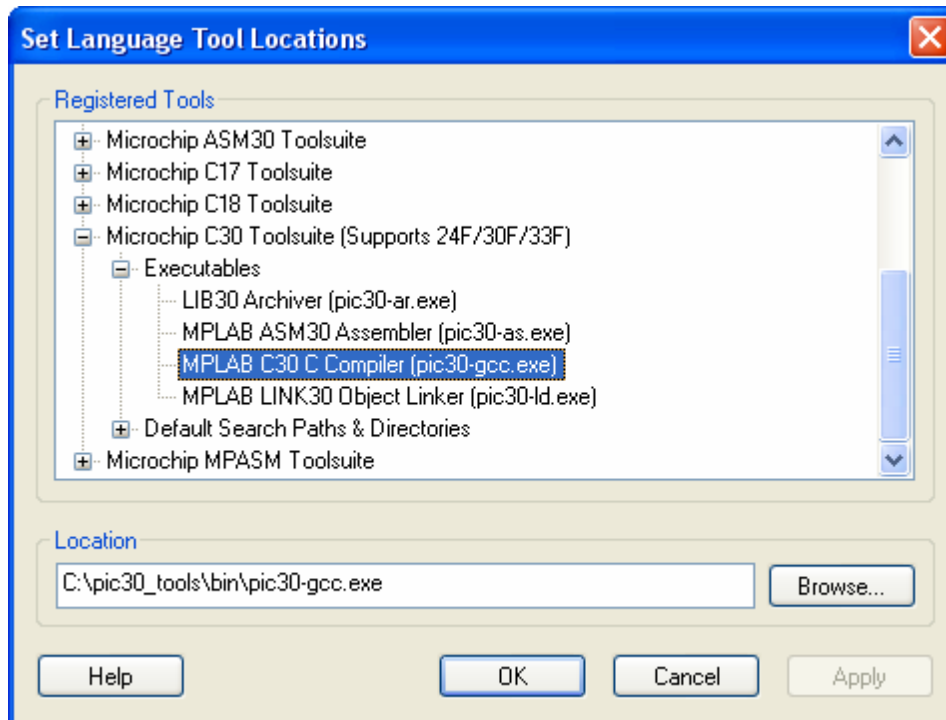 Set Language Tool Locations
Registered Tools
Microchip ASM30 Toolsuite
Microchip C17 Toolsuite
Microchip C18 Toolsuite
Microchip C30 Toolsuite (Supports 24F/30F/33F)
Executables
LIB30 Archiver (pic30-ar.exe)
MPLAB ASM30 Assembler (pic30-as.exe)
MPLAB C30 C Compiler (pic30-gcc.exe)
MPLAB LINK30 Object Linker (pic30-ld.exe)
Default Search Paths & Directories
Microchip MPASM Toolsuite
Location
C:\pic30_tools\bin\pic30-gcc.exe
Browse...
Help
OK
Cancel
Apply